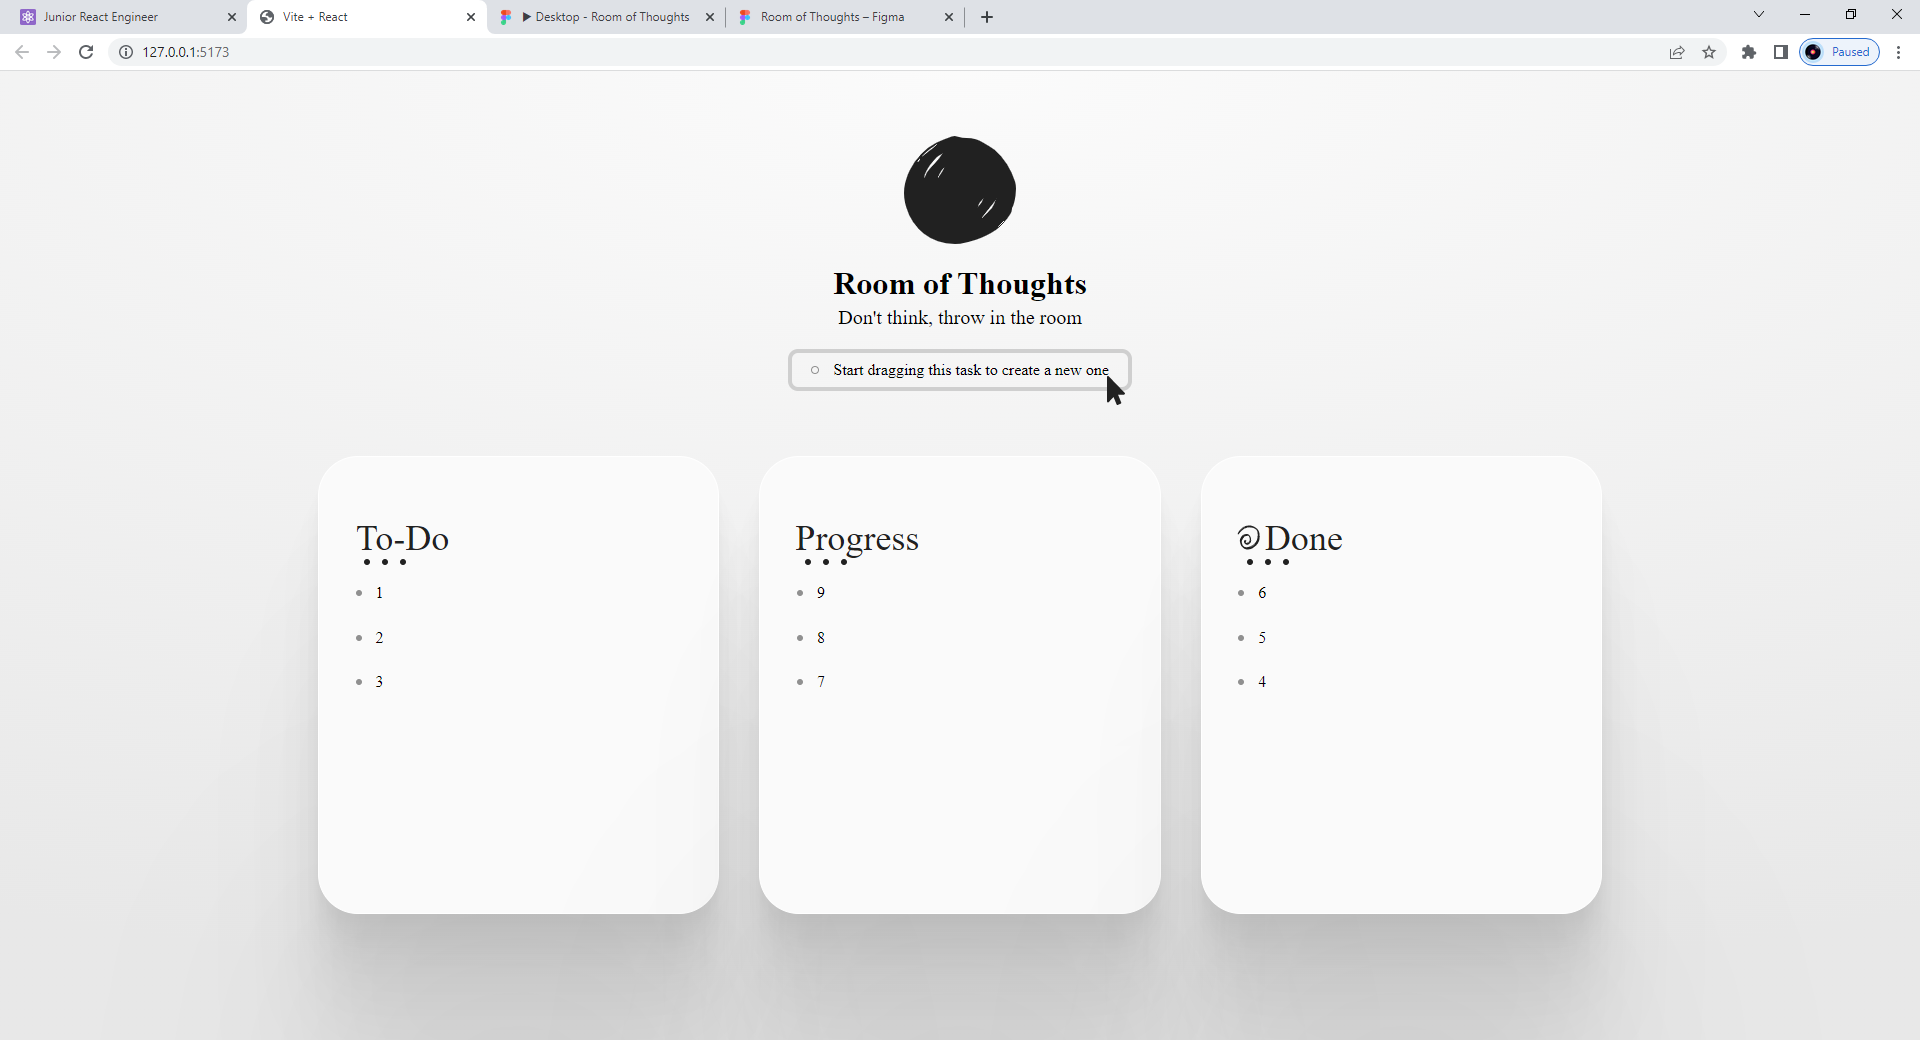 Junior React Engineer
Vite + React
▶ Desktop - Room of Thoughts
Room of Thoughts – Figma
127.0.0.1:5173
Paused
Room of Thoughts
Don't think, throw in the room
Start dragging this task to create a new one
To-Do
1
2
3
Progress
9
8
7
Done
6
5
4